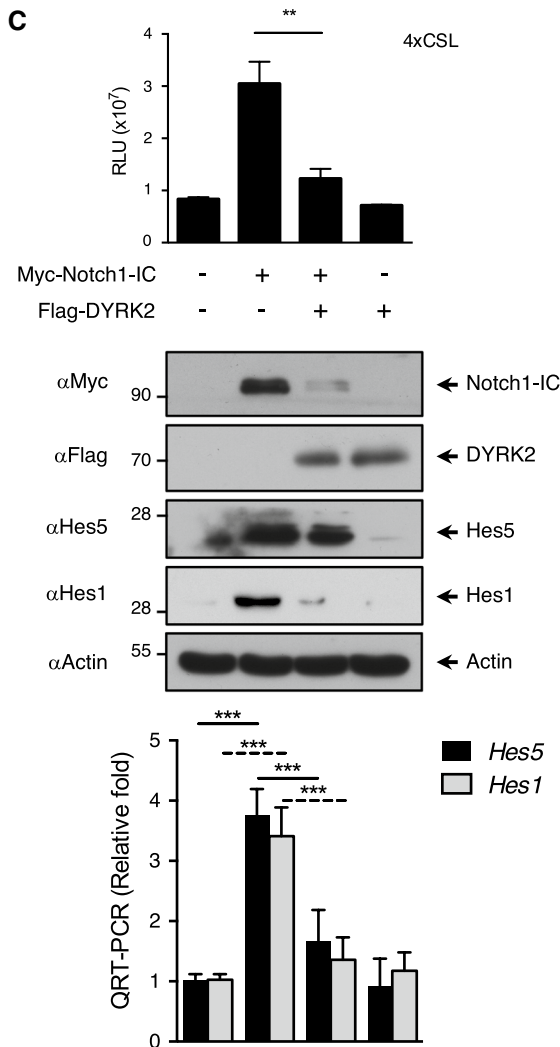 C
**
4xCSL
4
3
2
1
0
RLU (x10⁷)
Myc-Notch1-IC - + + -
Flag-DYRK2 - - + +
αMyc 90 Notch1-IC
αFlag 70 DYRK2
αHes5 28 Hes5
αHes1 28 Hes1
αActin 55 Actin
***
***
***
***
5
4
3
2
1
0
QRT-PCR (Relative fold)
Hes5
Hes1